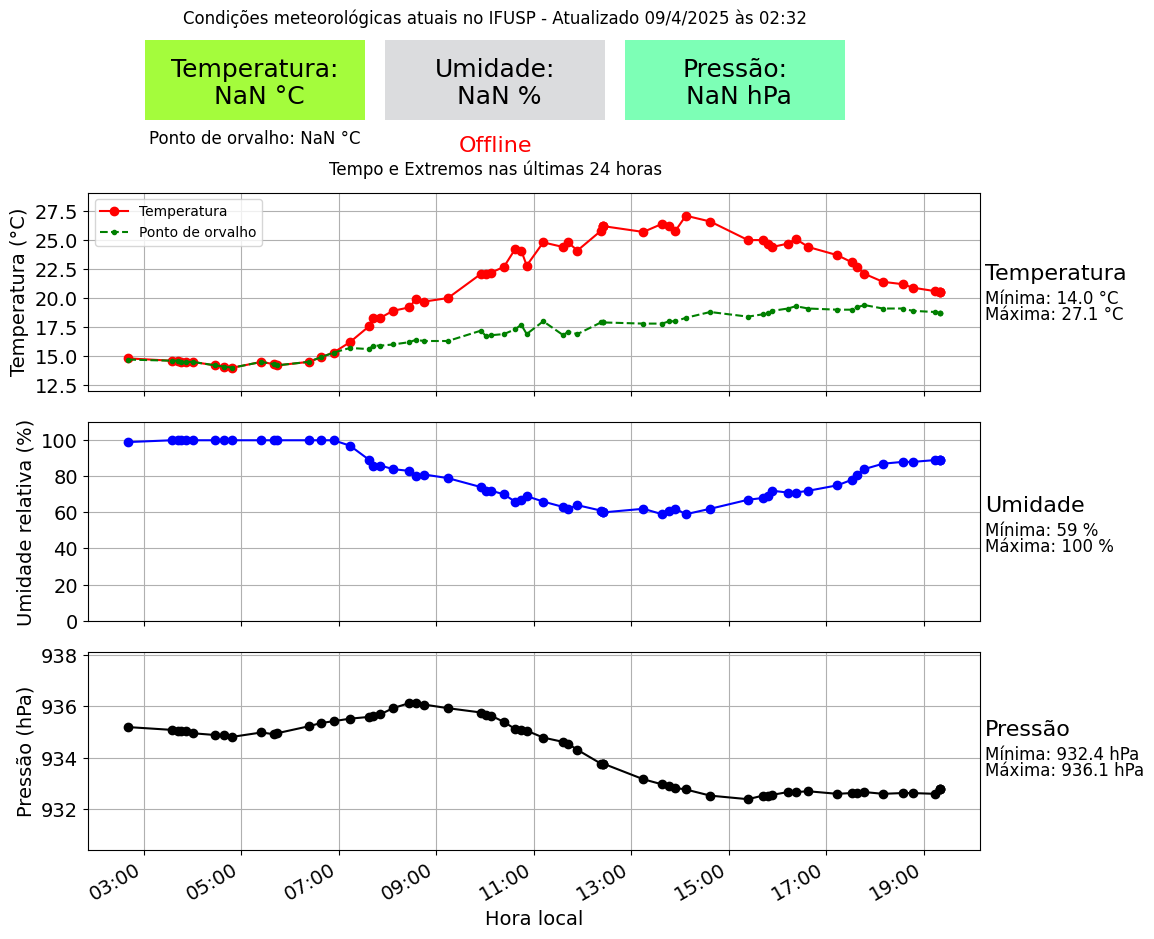 Condições meteorológicas atuais no IFUSP - Atualizado 09/4/2025 às 02:32
Temperatura:
NaN °C
Umidade:
NaN %
Pressão:
NaN hPa
Ponto de orvalho: NaN °C
Offline
Tempo e Extremos nas últimas 24 horas
Temperatura (°C)
27.5
25.0
22.5
20.0
17.5
15.0
12.5
Temperatura
Ponto de orvalho
Temperatura
Mínima: 14.0 °C
Máxima: 27.1 °C
Umidade relativa (%)
100
80
60
40
20
0
Umidade
Mínima: 59 %
Máxima: 100 %
Pressão (hPa)
938
936
934
932
Pressão
Mínima: 932.4 hPa
Máxima: 936.1 hPa
03:00
05:00
07:00
09:00
11:00
13:00
15:00
17:00
19:00
Hora local